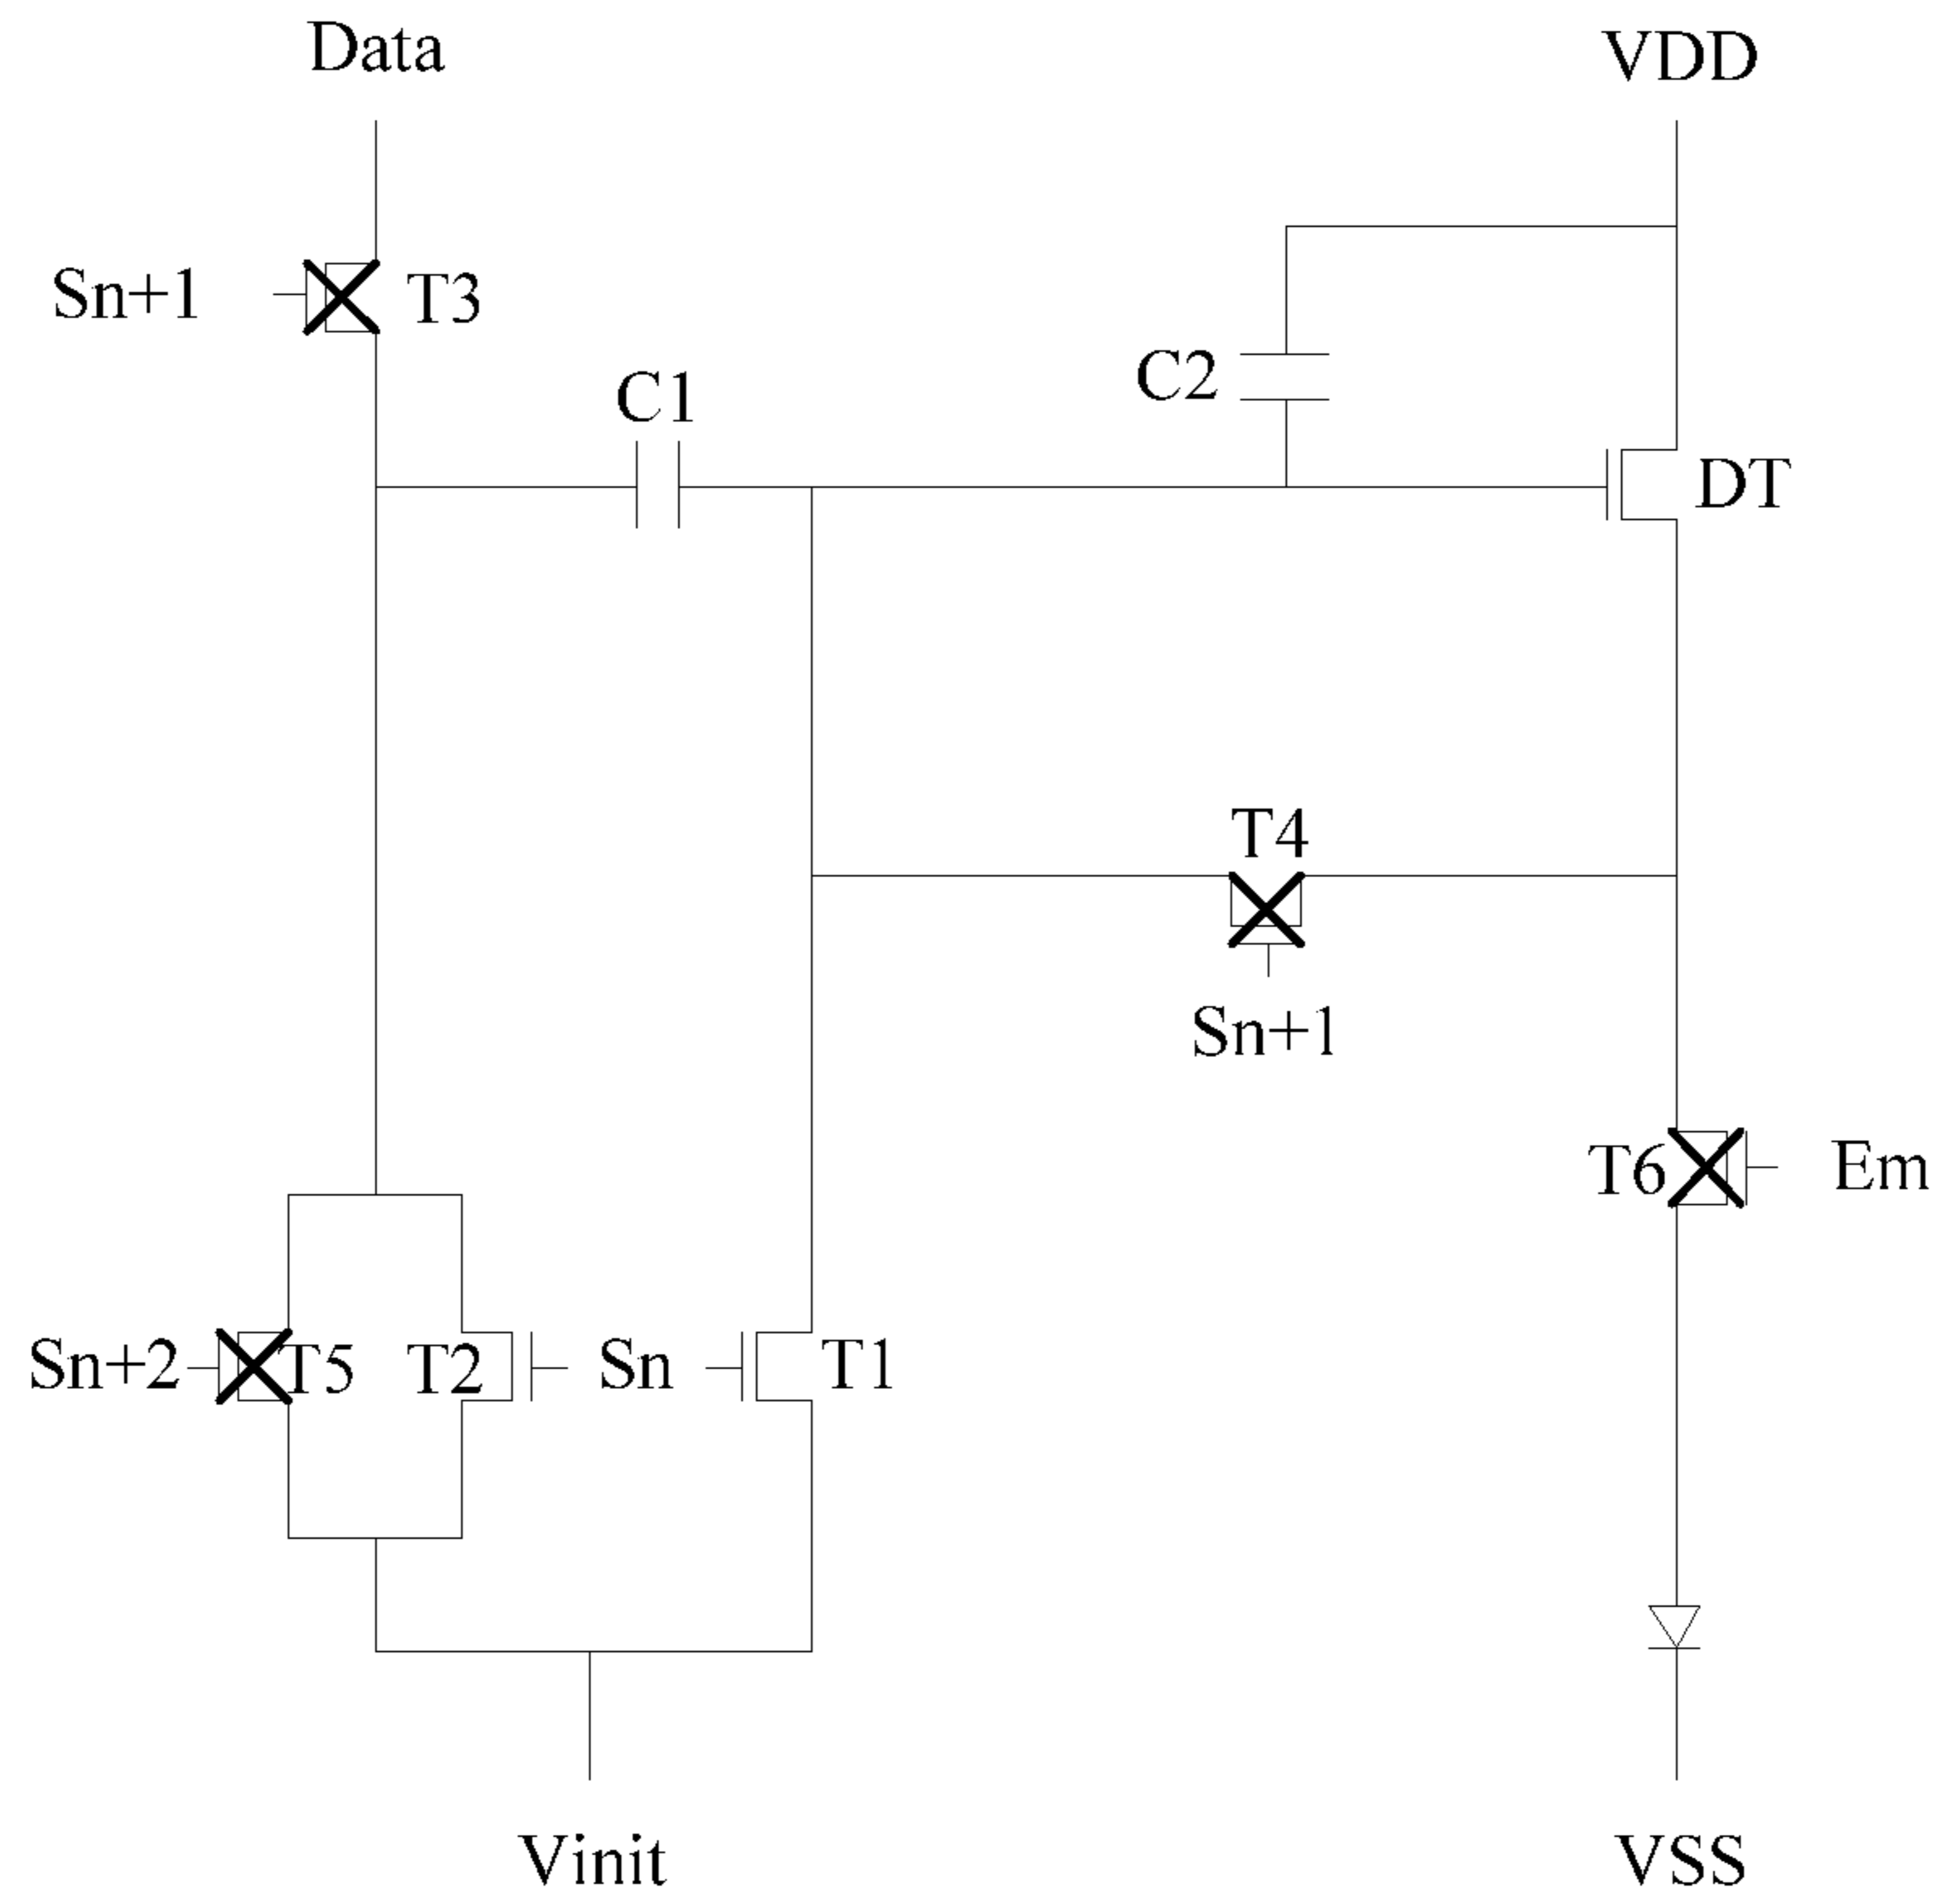 Data
VDD
Sn+1
T3
C1
C2
DT
T4
Sn+1
T6
Em
Sn+2
T5
T2
Sn
T1
Vinit
VSS